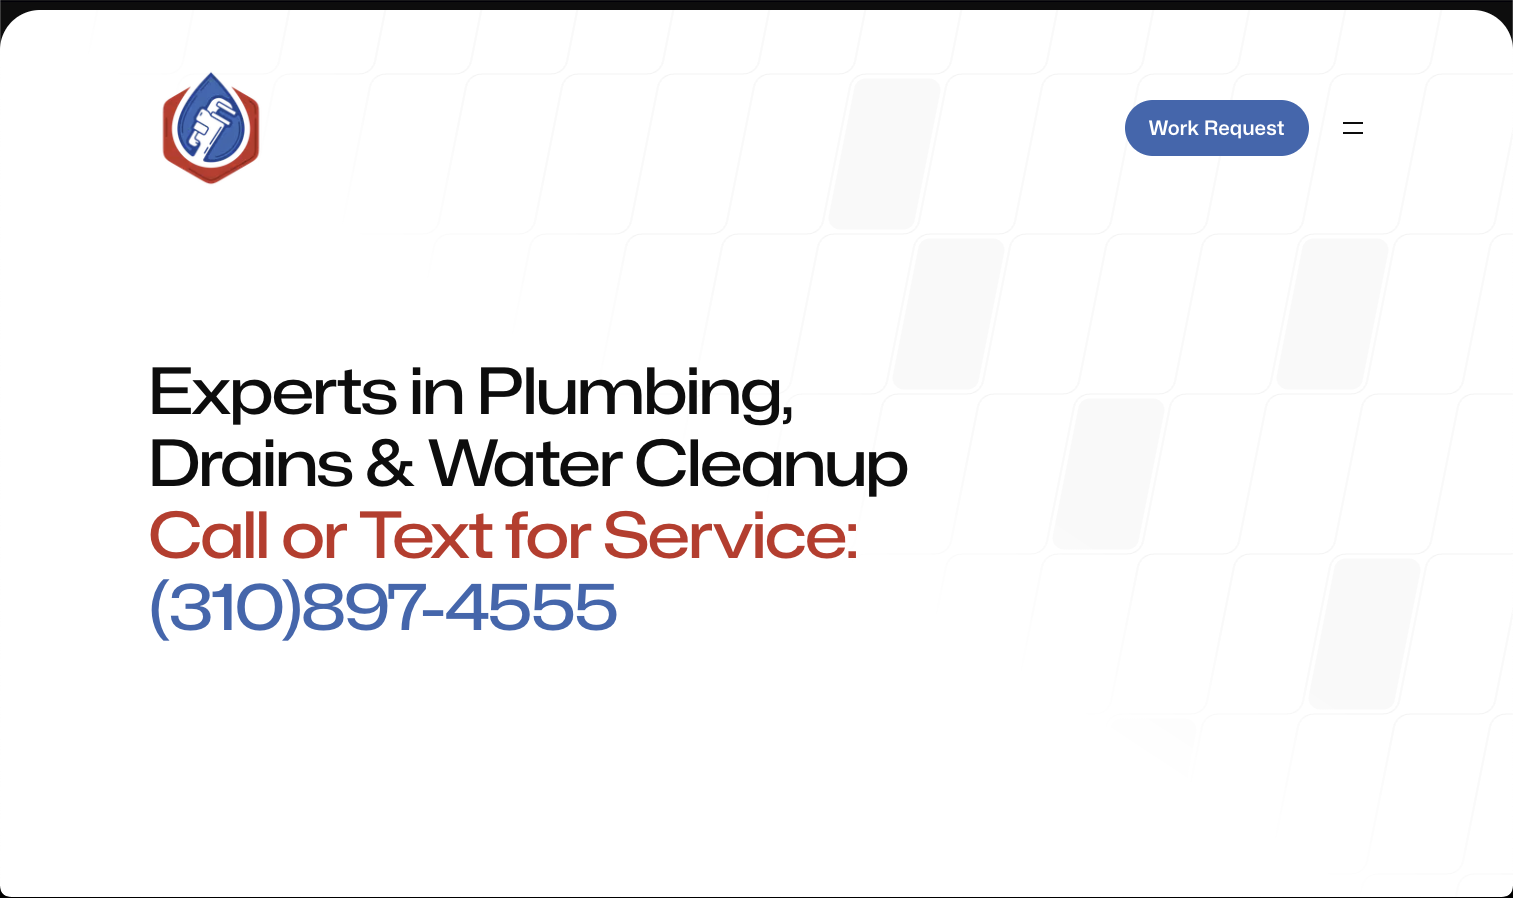 Work Request
Experts in Plumbing,
Drains & Water Cleanup
Call or Text for Service:
(310)897-4555